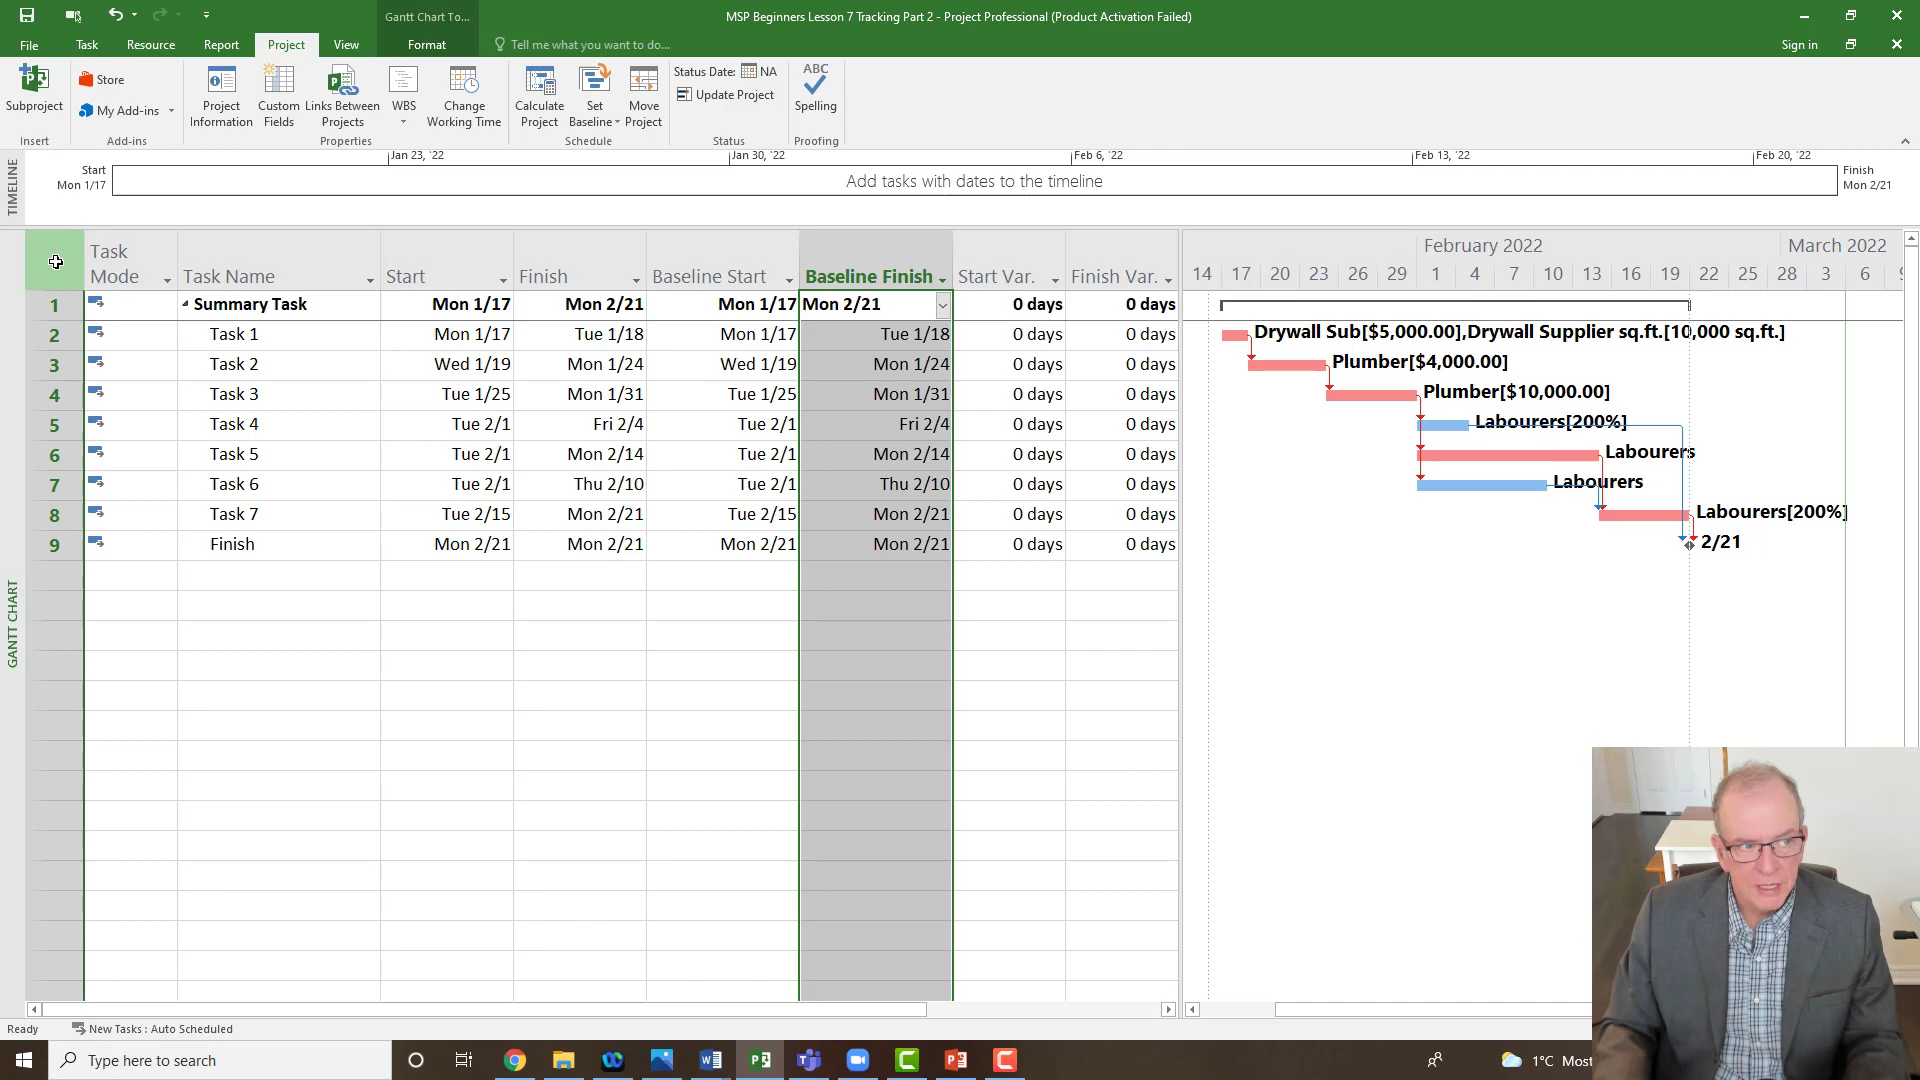 Gantt Chart To...
MSP Beginners Lesson 7 Tracking Part 2 - Project Professional (Product Activation Failed)
File Task Resource Report Project View Format Tell me what you want to do... Sign in
Subproject
Insert
Store
My Add-ins
Add-ins
Project Information
Custom Fields
Links Between Projects
WBS
Change Working Time
Properties
Calculate Project
Set Baseline
Move Project
Schedule
Status Date: NA
Update Project
Status
ABC
Spelling
Proofing
TIMELINE
Jan 23, '22 Jan 30, '22 Feb 6, '22 Feb 13, '22 Feb 20, '22
Start
Mon 1/17
Add tasks with dates to the timeline
Finish
Mon 2/21
GANTT CHART
Task Mode Task Name Start Finish Baseline Start Baseline Finish Start Var. Finish Var.
1 Summary Task Mon 1/17 Mon 2/21 Mon 1/17 Mon 2/21 0 days 0 days
2 Task 1 Mon 1/17 Tue 1/18 Mon 1/17 Tue 1/18 0 days 0 days
3 Task 2 Wed 1/19 Mon 1/24 Wed 1/19 Mon 1/24 0 days 0 days
4 Task 3 Tue 1/25 Mon 1/31 Tue 1/25 Mon 1/31 0 days 0 days
5 Task 4 Tue 2/1 Fri 2/4 Tue 2/1 Fri 2/4 0 days 0 days
6 Task 5 Tue 2/1 Mon 2/14 Tue 2/1 Mon 2/14 0 days 0 days
7 Task 6 Tue 2/1 Thu 2/10 Tue 2/1 Thu 2/10 0 days 0 days
8 Task 7 Tue 2/15 Mon 2/21 Tue 2/15 Mon 2/21 0 days 0 days
9 Finish Mon 2/21 Mon 2/21 Mon 2/21 Mon 2/21 0 days 0 days
February 2022 March 2022
14 17 20 23 26 29 1 4 7 10 13 16 19 22 25 28 3 6
Drywall Sub[$5,000.00],Drywall Supplier sq.ft.[10,000 sq.ft.]
Plumber[$4,000.00]
Plumber[$10,000.00]
Labourers[200%]
Labourers
Labourers
Labourers[200%]
2/21
Ready New Tasks : Auto Scheduled
Type here to search
1°C